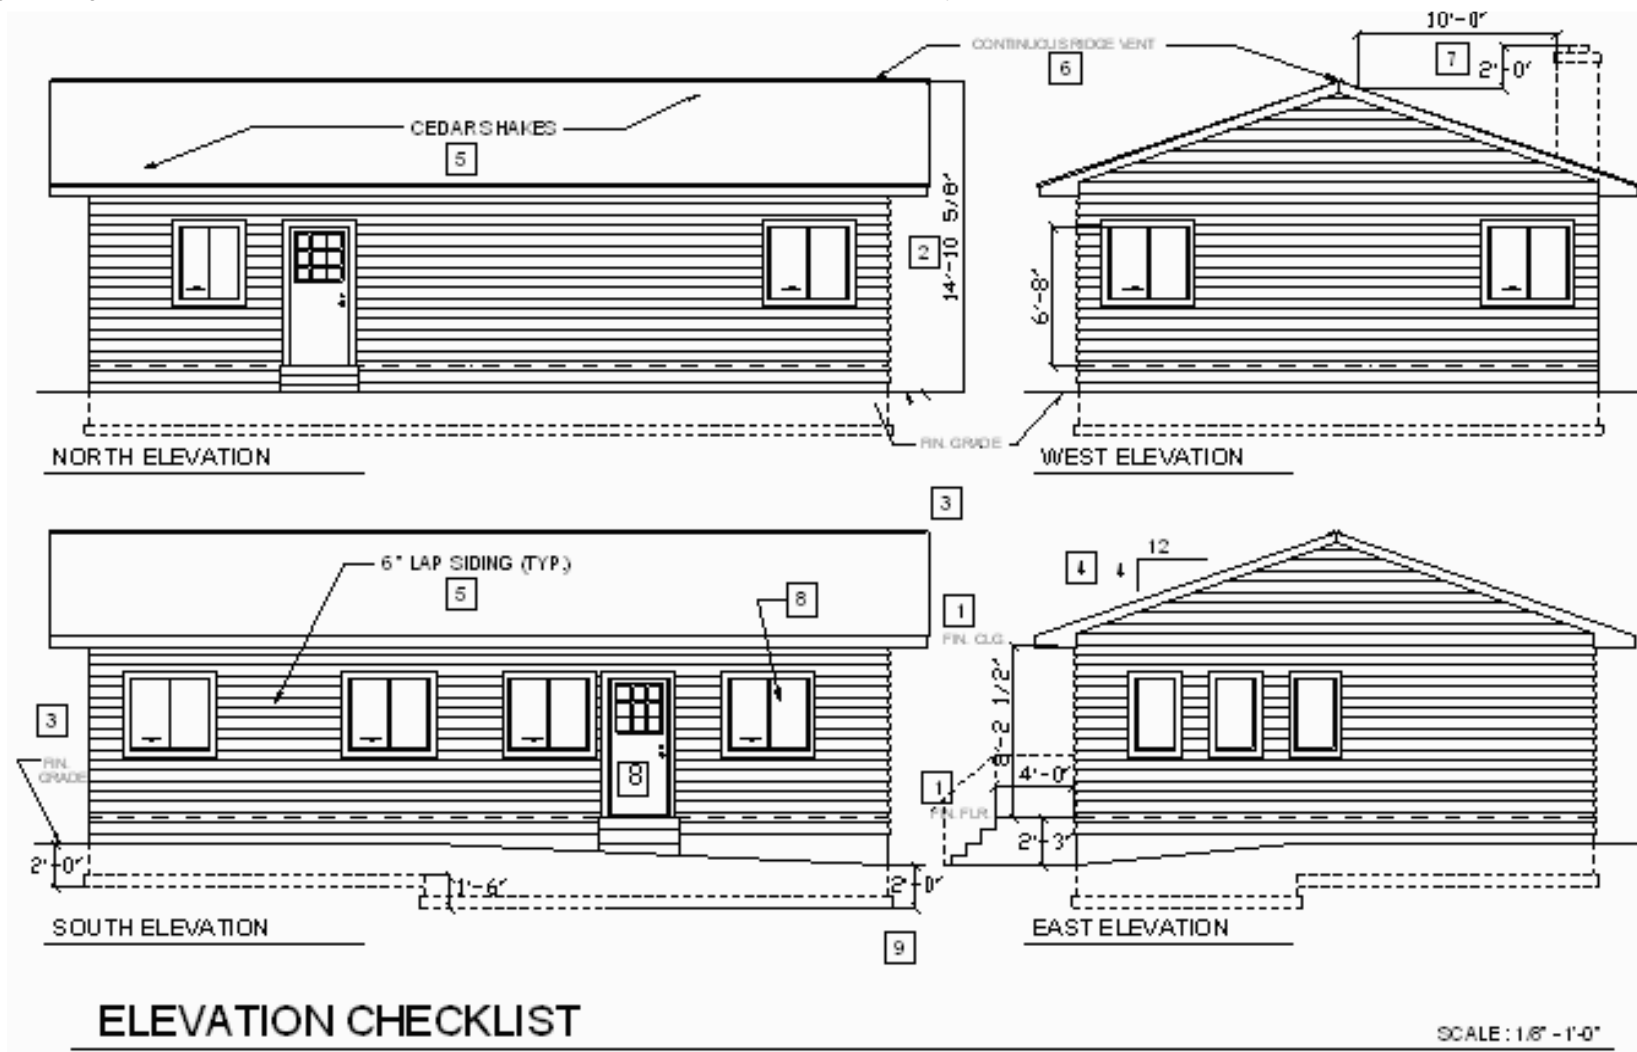 10'-0"
CONTINUOUS RIDGE VENT
6
7
2'-0"
CEDAR SHAKES
5
2
14'-10 5/8"
6'-8"
FIN. GRADE
NORTH ELEVATION
WEST ELEVATION
3
6" LAP SIDING (TYP.)
5
8
12
4
4
1
FIN. CLG.
8'-2 1/2"
3
FIN.
GRADE
8
1
4'-0"
FIN. FLR.
2'-3"
2'-0"
1'-6"
2'-0"
SOUTH ELEVATION
EAST ELEVATION
9
ELEVATION CHECKLIST
SCALE : 1/8" - 1'-0"